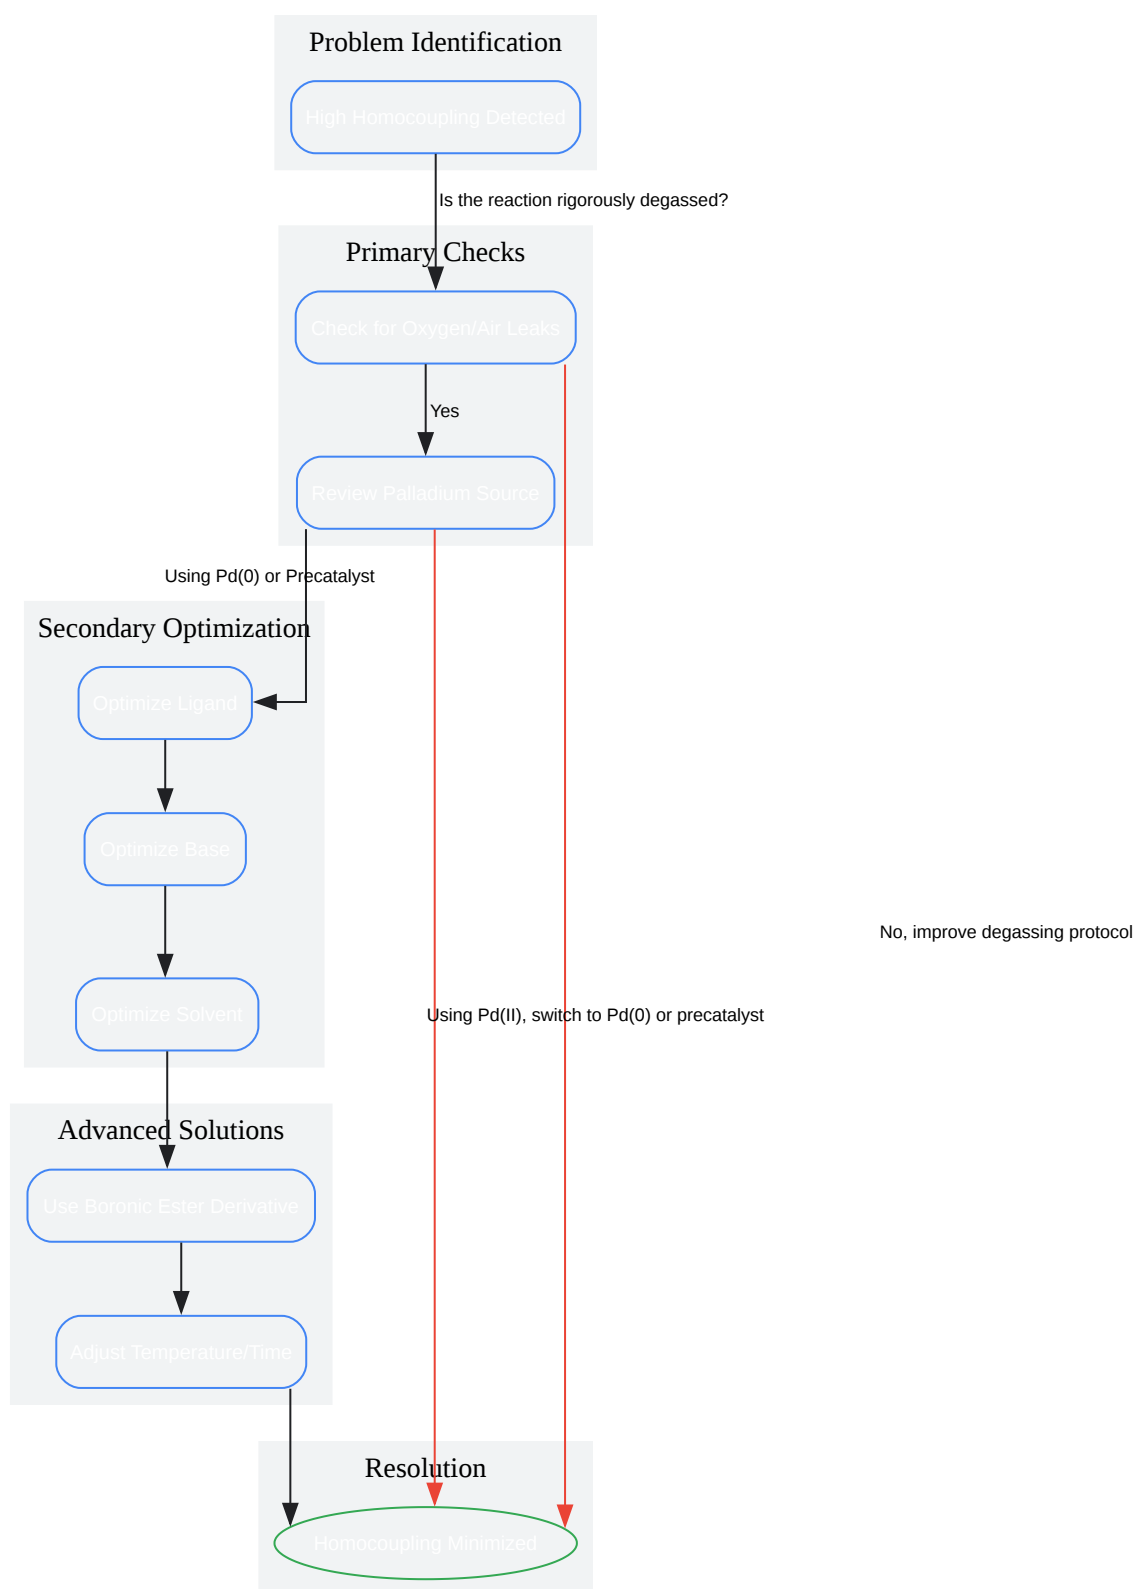 Problem Identification
High Homocoupling Detected
Is the reaction rigorously degassed?
Primary Checks
Check for Oxygen/Air Leaks
Yes
Review Palladium Source
Using Pd(0) or Precatalyst
Secondary Optimization
Optimize Ligand
Optimize Base
No, improve degassing protocol
Optimize Solvent
Using Pd(II), switch to Pd(0) or precatalyst
Advanced Solutions
Use Boronic Ester Derivative
Adjust Temperature/Time
Resolution
Homocoupling Minimized